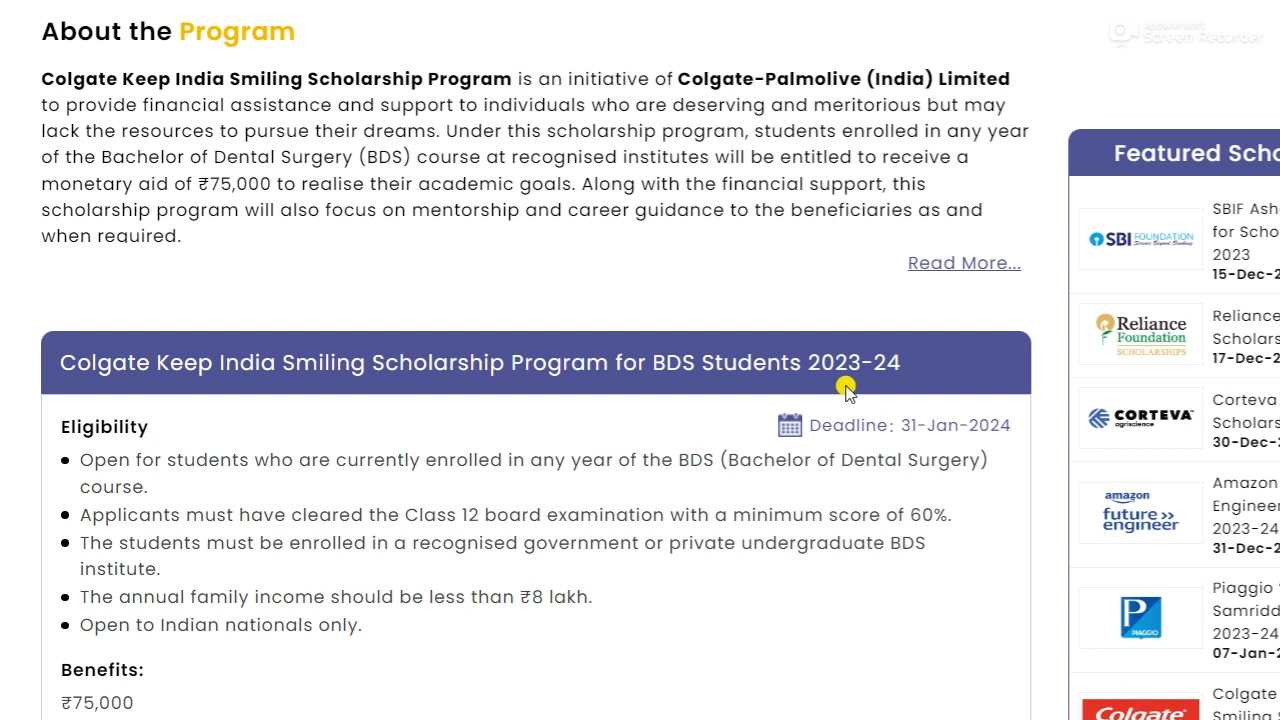 About the Program
Apowersoft
Screen Recorder
Colgate Keep India Smiling Scholarship Program is an initiative of Colgate-Palmolive (India) Limited
to provide financial assistance and support to individuals who are deserving and meritorious but may
lack the resources to pursue their dreams. Under this scholarship program, students enrolled in any year
of the Bachelor of Dental Surgery (BDS) course at recognised institutes will be entitled to receive a
monetary aid of ₹75,000 to realise their academic goals. Along with the financial support, this
scholarship program will also focus on mentorship and career guidance to the beneficiaries as and
when required.
Read More...
Colgate Keep India Smiling Scholarship Program for BDS Students 2023-24
Eligibility
Deadline: 31-Jan-2024
Open for students who are currently enrolled in any year of the BDS (Bachelor of Dental Surgery)
course.
Applicants must have cleared the Class 12 board examination with a minimum score of 60%.
The students must be enrolled in a recognised government or private undergraduate BDS
institute.
The annual family income should be less than ₹8 lakh.
Open to Indian nationals only.
Benefits:
₹75,000
Featured Scho
SBI FOUNDATION
SBIF Ash
for Scho
2023
15-Dec-2
Reliance
Foundation
SCHOLARSHIPS
Reliance
Scholars
17-Dec-2
CORTEVA
agriscience
Corteva
Scholars
30-Dec-2
amazon
future
engineer
Amazon
Engineer
2023-24
31-Dec-2
PIAGGIO
Piaggio
Samridd
2023-24
07-Jan-2
Colgate
Colgate
Smiling